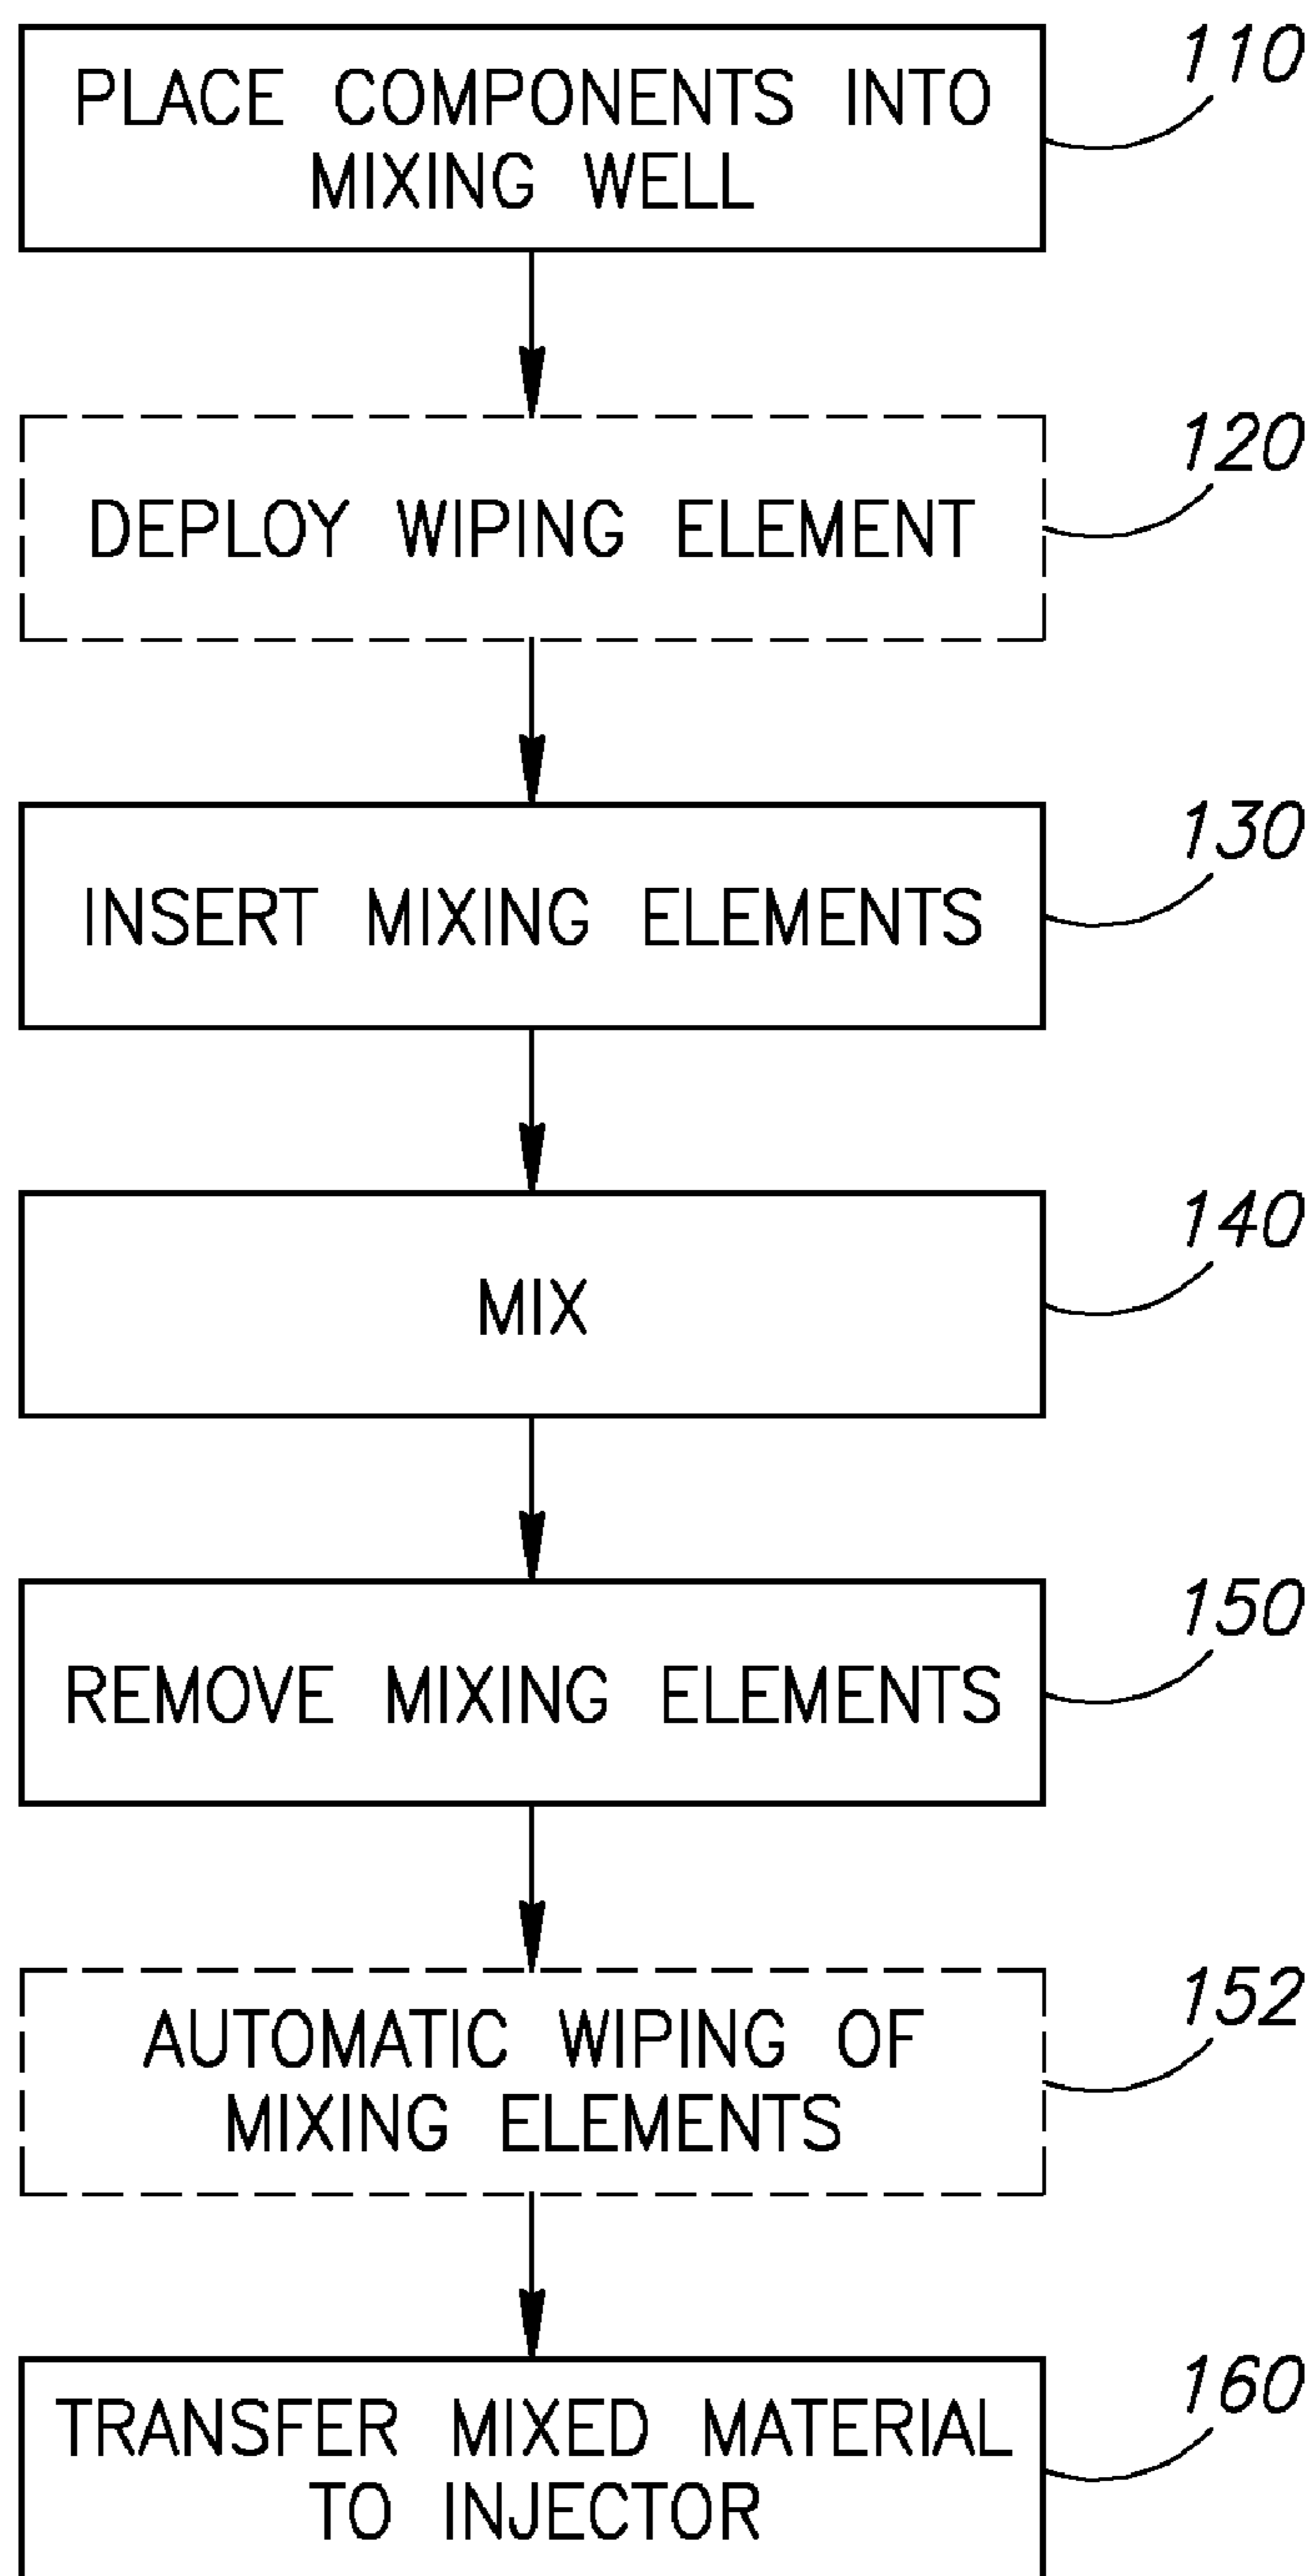 110
PLACE COMPONENTS INTO
MIXING WELL
120
DEPLOY WIPING ELEMENT
130
INSERT MIXING ELEMENTS
140
MIX
150
REMOVE MIXING ELEMENTS
152
AUTOMATIC WIPING OF
MIXING ELEMENTS
160
TRANSFER MIXED MATERIAL
TO INJECTOR